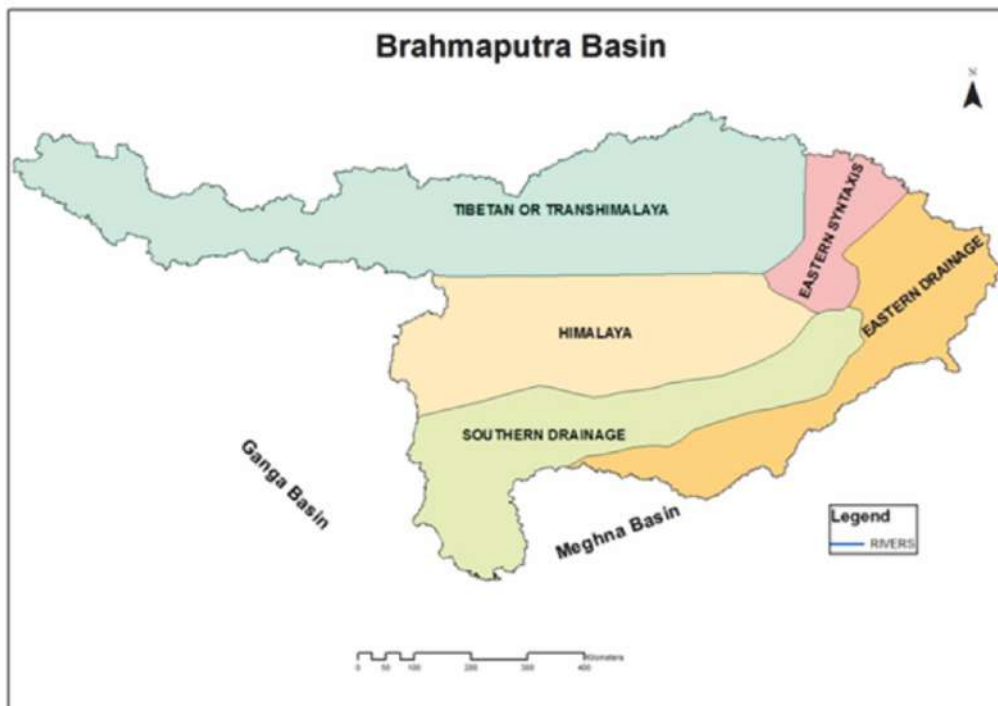 Brahmaputra Basin
N
TIBETAN OR TRANSHIMALAYA
EASTERN SYNTAXIS
EASTERN DRAINAGE
HIMALAYA
SOUTHERN DRAINAGE
Ganga Basin
Meghna Basin
Legend
RIVERS
0 50 100 200 300 400 Kilometers